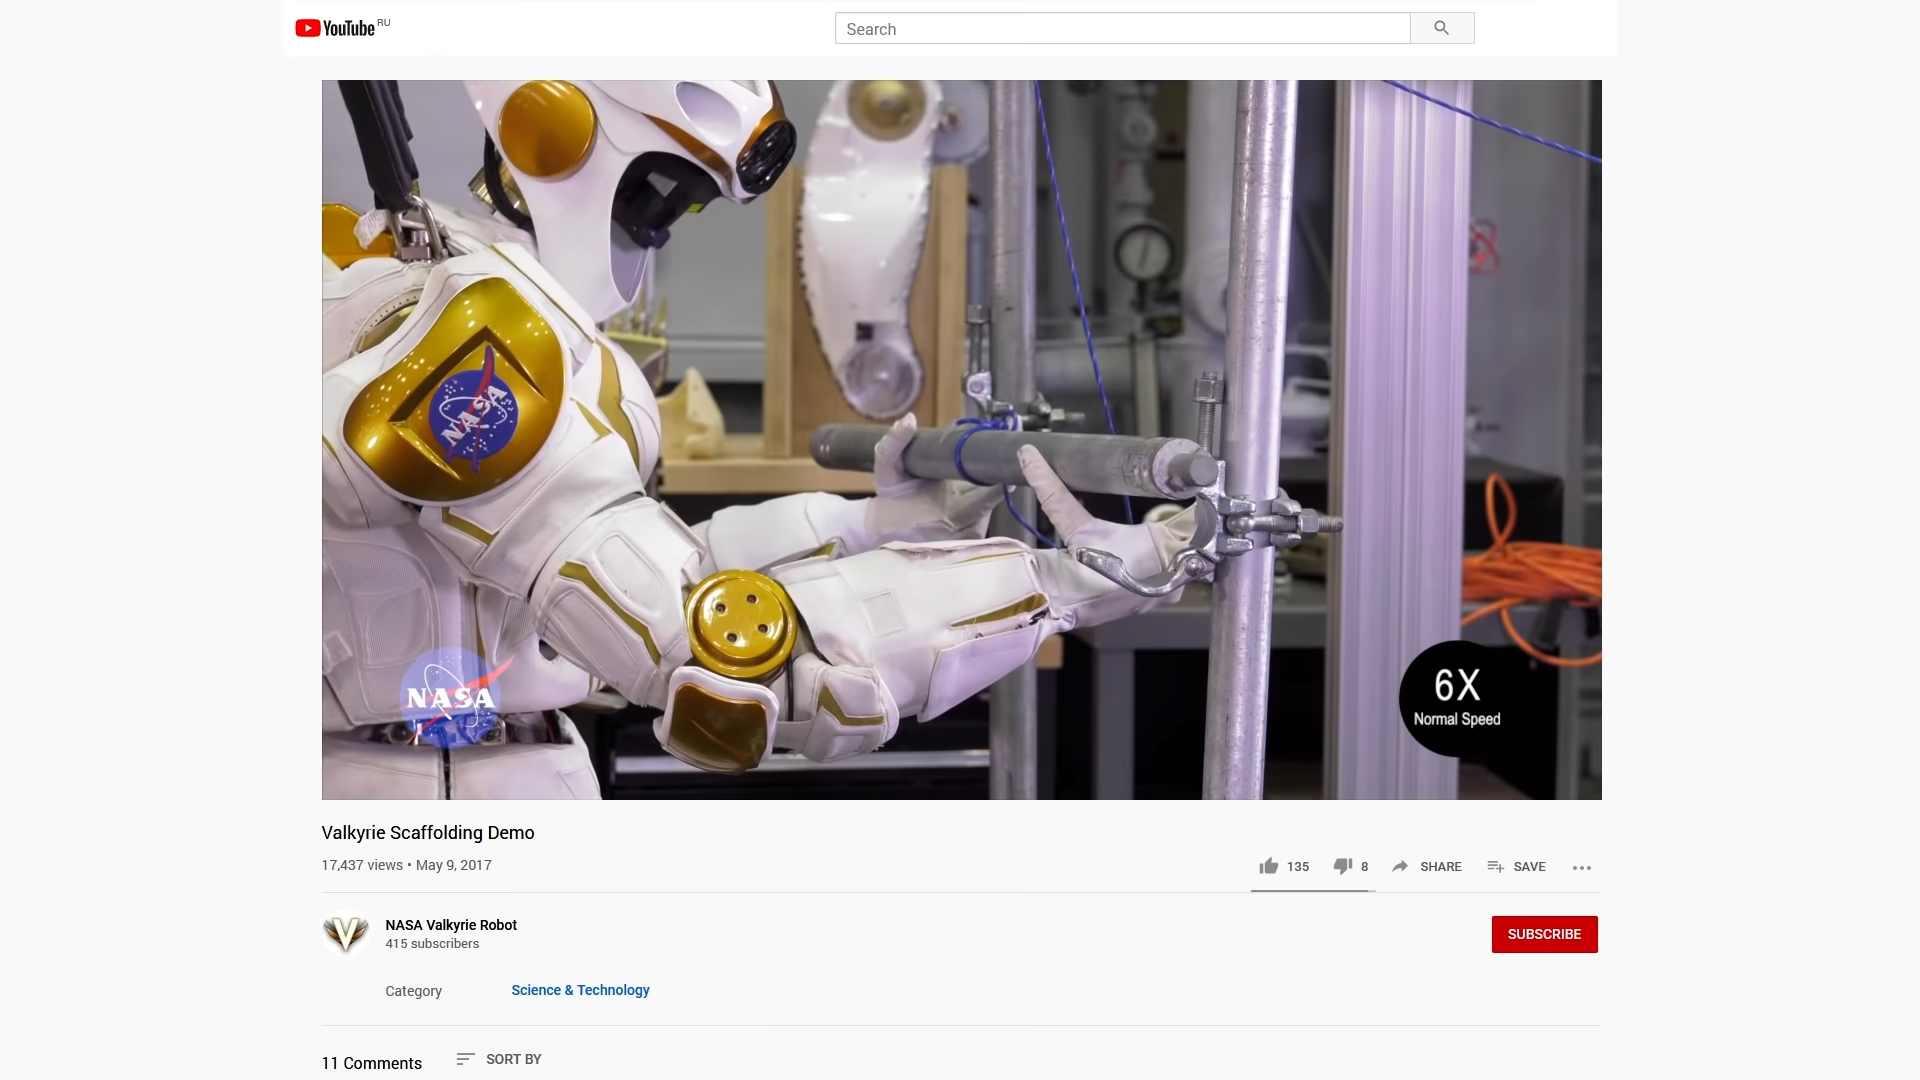 YouTube RU
Search
NASA
NASA
6X
Normal Speed
Valkyrie Scaffolding Demo
17,437 views • May 9, 2017
135 8 SHARE SAVE
NASA Valkyrie Robot
415 subscribers
SUBSCRIBE
Category Science & Technology
11 Comments SORT BY